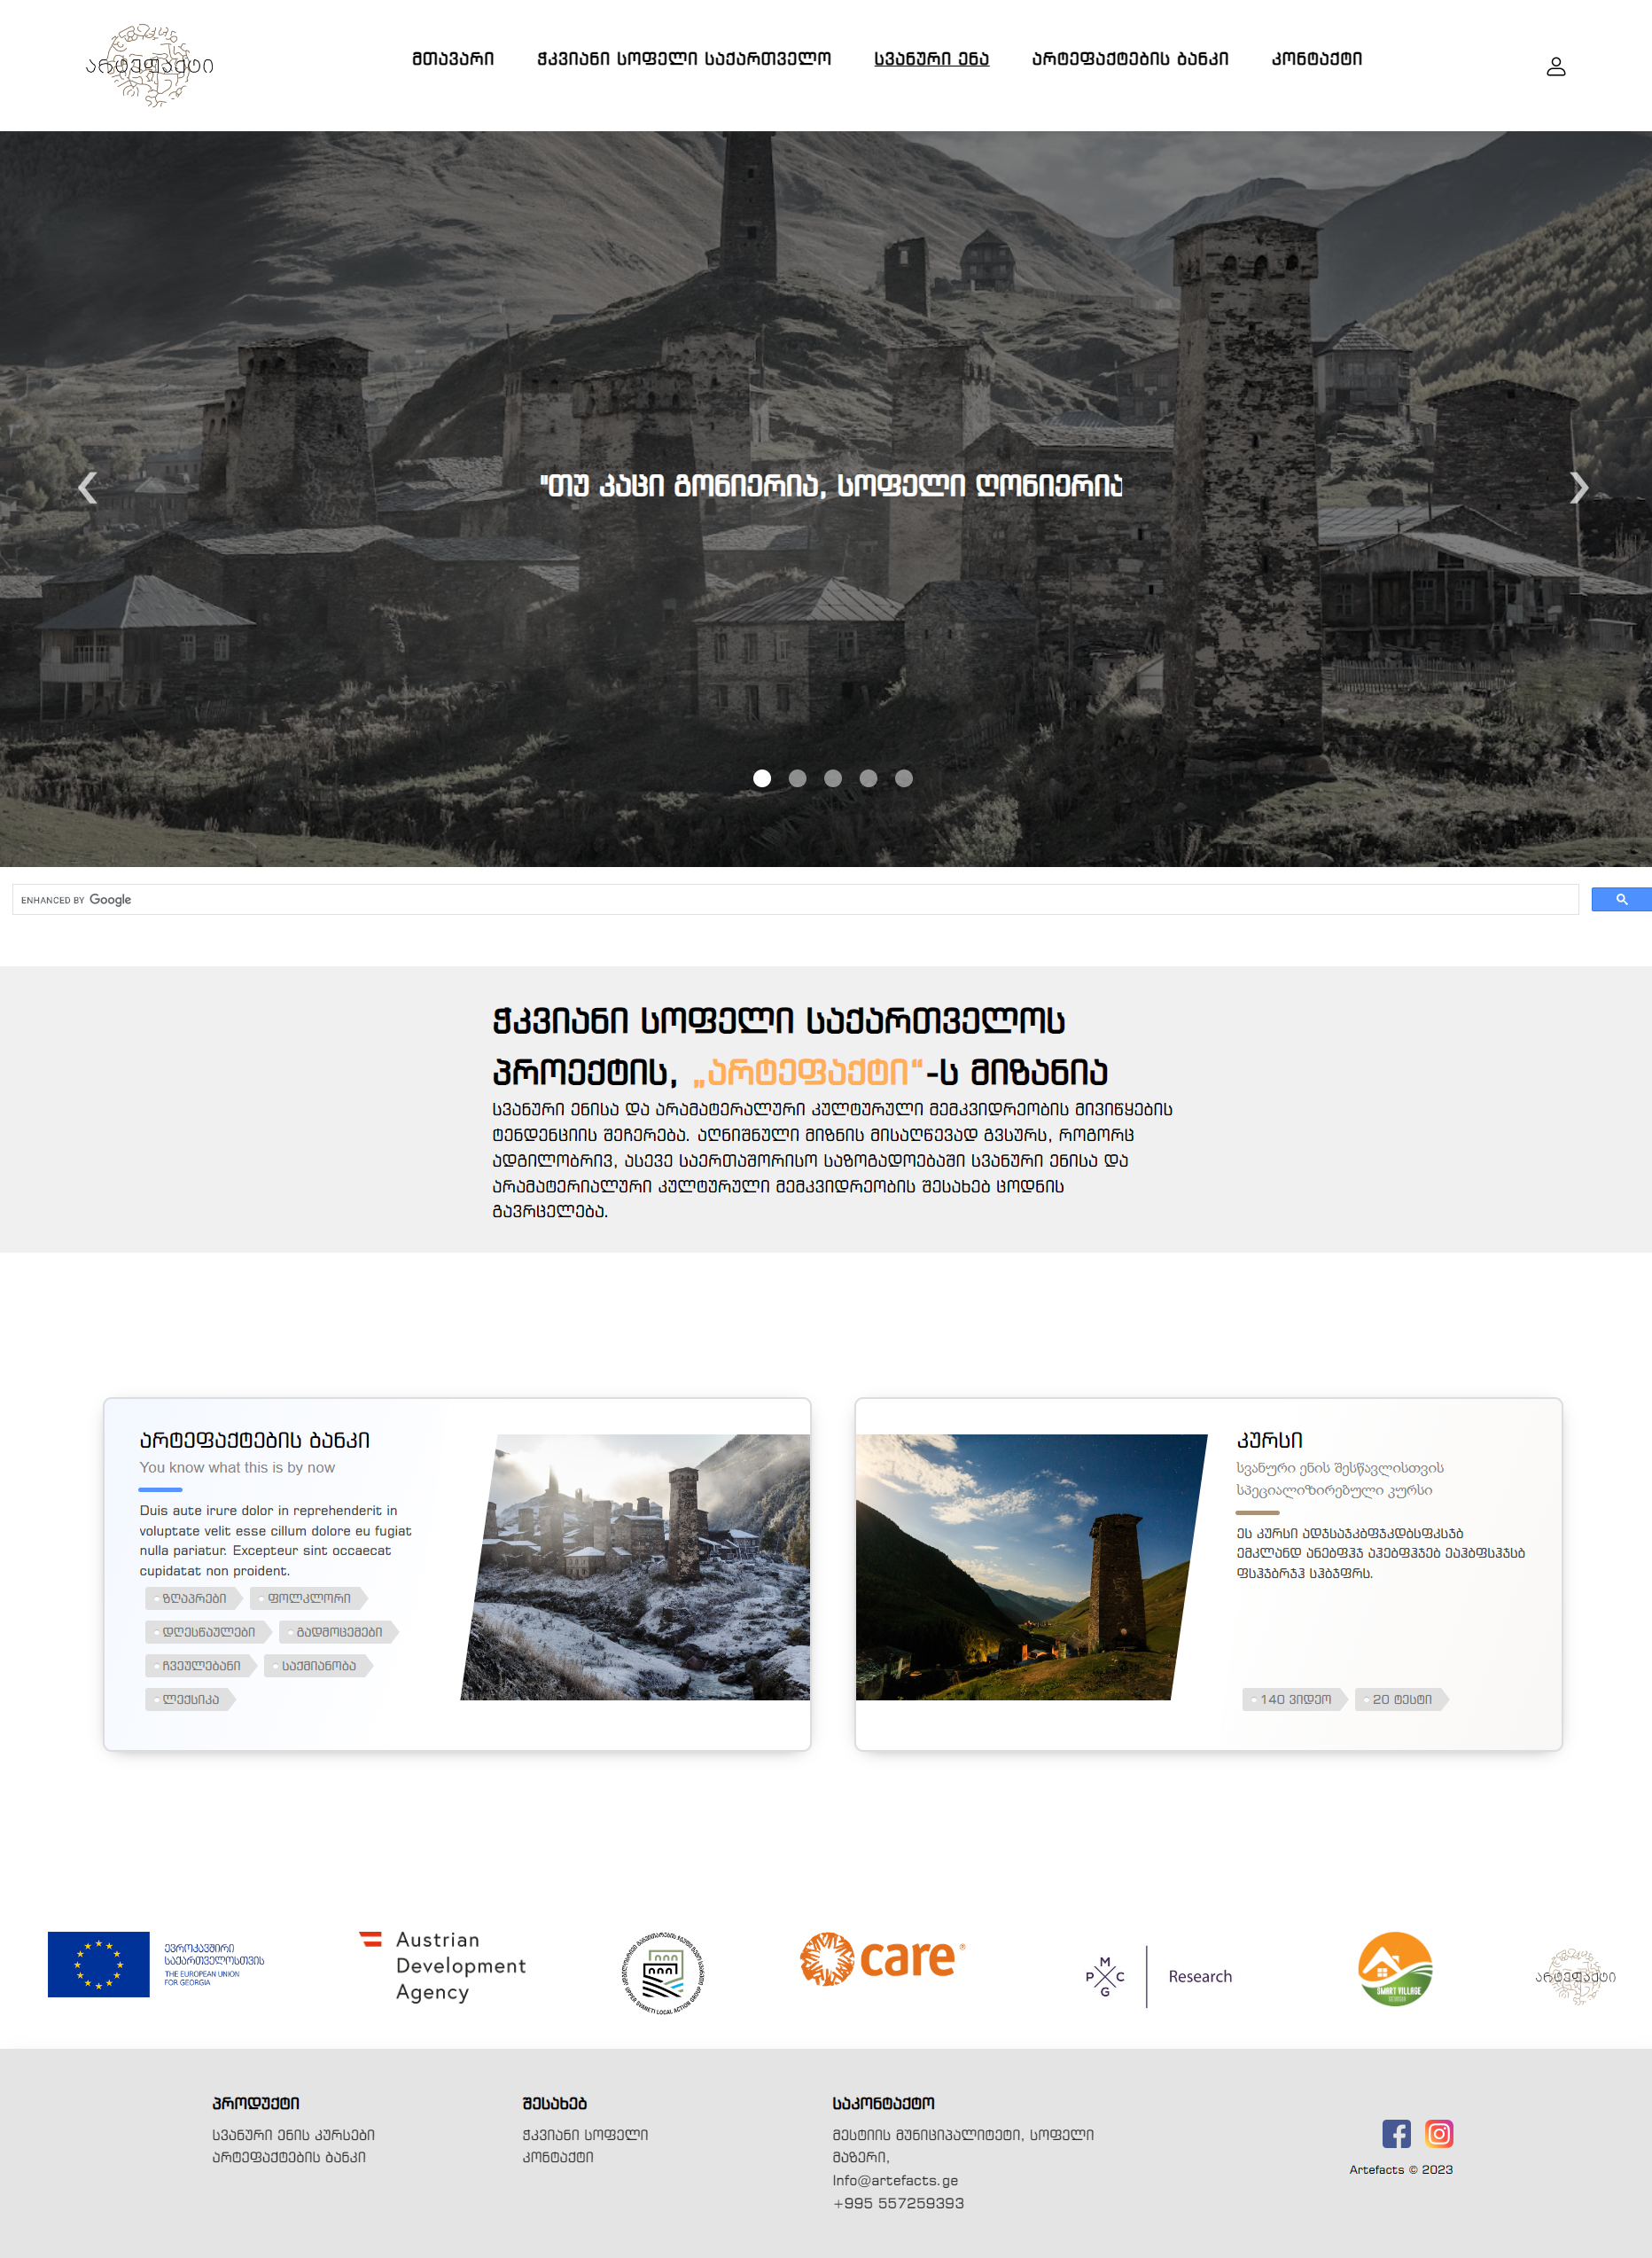 არტეფაქტი
მთავარი ჭკვიანი სოფელი საქართველო სვანური ენა არტეფაქტების ბანკი კონტაქტი
"თუ კაცი გონიერია, სოფელი ღონიერია
ENHANCED BY Google
ჭკვიანი სოფელი საქართველოს
პროექტის, „არტეფაქტი“-ს მიზანია
სვანური ენისა და არამატერალური კულტურული მემკვიდრეობის მივიწყების
ტენდენციის შეჩერება. აღნიშნული მიზნის მისაღწევად გვსურს, როგორც
ადგილობრივ, ასევე საერთაშორისო საზოგადოებაში სვანური ენისა და
არამატერიალური კულტურული მემკვიდრეობის შესახებ ცოდნის
გავრცელება.
არტეფაქტების ბანკი
You know what this is by now
Duis aute irure dolor in reprehenderit in
voluptate velit esse cillum dolore eu fugiat
nulla pariatur. Excepteur sint occaecat
cupidatat non proident.
ზღაპრები ფოლკლორი
დღესწაულები გადმოცემები
ჩვეულებანი საქმიანობა
ლექსიკა
კურსი
სვანური ენის შესწავლისთვის
სპეციალიზირებული კურსი
ეს კურსი
140 ვიდეო 20 ტესტი
ევროკავშირი
საქართველოსთვის
THE EUROPEAN UNION
FOR GEORGIA
Austrian
Development
Agency
UPPER SVANETI LOCAL ACTION GROUP
care®
M
P C
G
Research
SMART VILLAGE
GEORGIA
არტეფაქტი
პროდუქტი
სვანური ენის კურსები
არტეფაქტების ბანკი
შესახებ
ჭკვიანი სოფელი
კონტაქტი
საკონტაქტო
მესტიის მუნიციპალიტეტი, სოფელი
მაზერი,
Info@artefacts.ge
+995 557259393
Artefacts © 2023